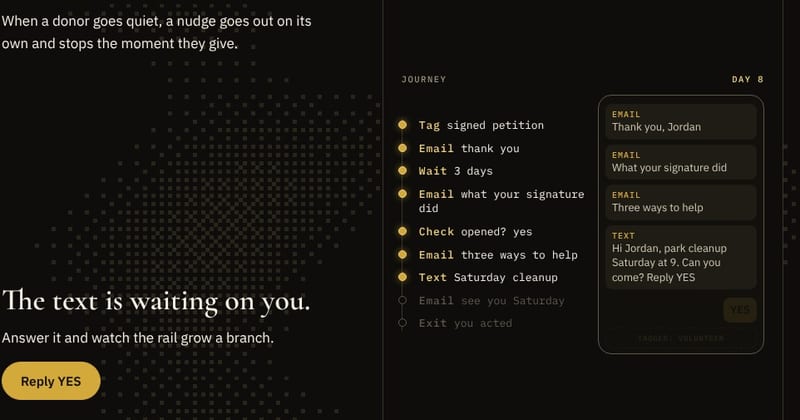 When a donor goes quiet, a nudge goes out on its
own and stops the moment they give.
The text is waiting on you.
Answer it and watch the rail grow a branch.
Reply YES
JOURNEY
DAY 8
Tag signed petition
Email thank you
Wait 3 days
Email what your signature
did
Check opened? yes
Email three ways to help
Text Saturday cleanup
Email see you Saturday
Exit you acted
EMAIL
Thank you, Jordan
EMAIL
What your signature did
EMAIL
Three ways to help
TEXT
Hi Jordan, park cleanup
Saturday at 9. Can you
come? Reply YES
YES
TAGGED: VOLUNTEER